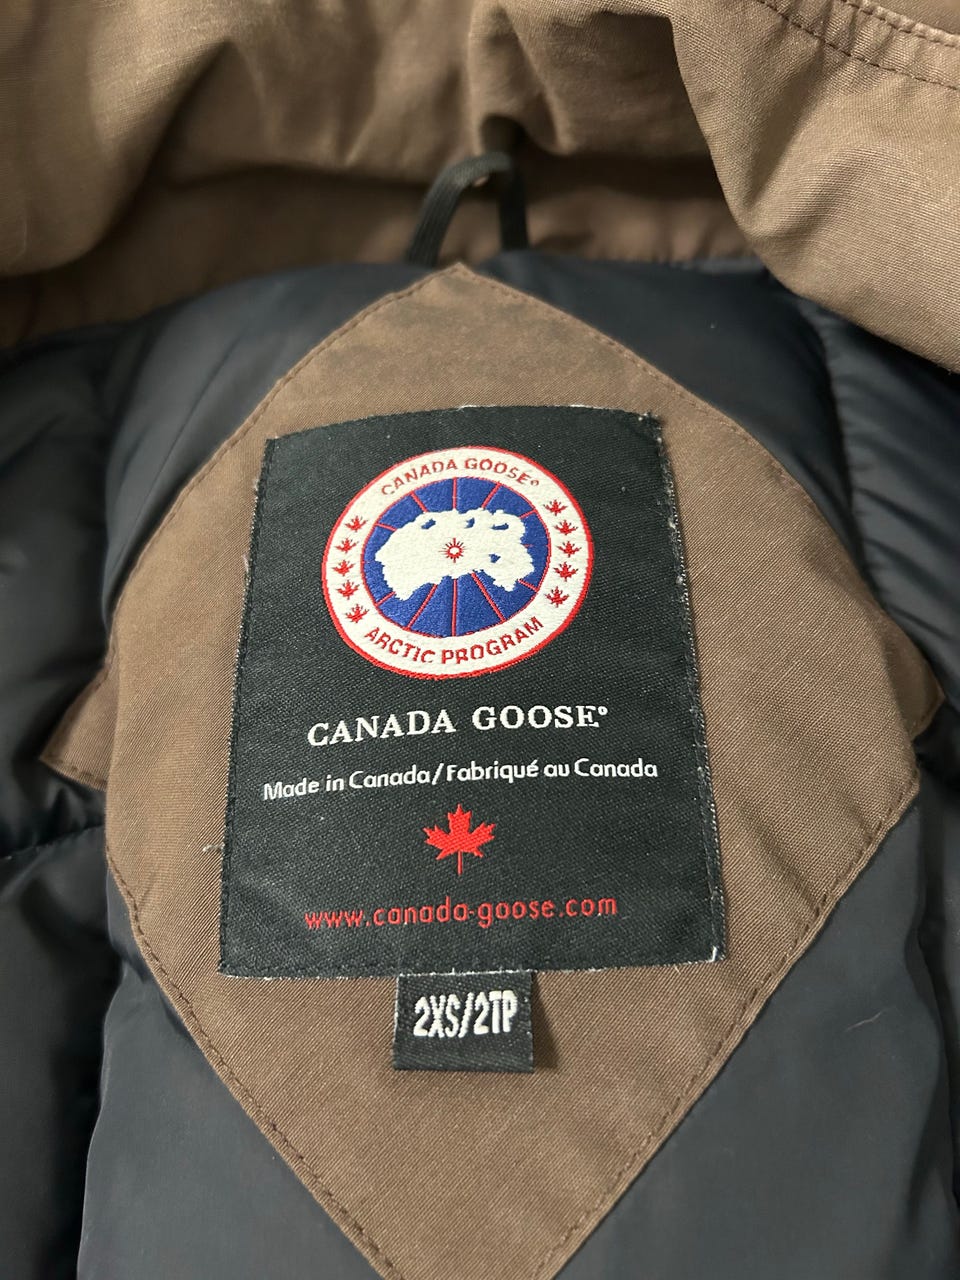 CANADA GOOSE®
ARCTIC PROGRAM
CANADA GOOSE®
Made in Canada/Fabriqué au Canada
www.canada-goose.com
2XS/2TP